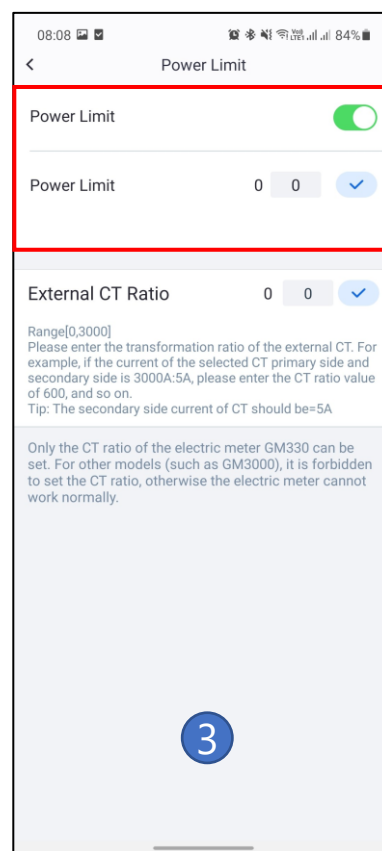 08:08 84%
Power Limit
Power Limit
Power Limit 0 0
External CT Ratio 0 0
Range[0,3000]
Please enter the transformation ratio of the external CT. For
example, if the current of the selected CT primary side and
secondary side is 3000A:5A, please enter the CT ratio value
of 600, and so on.
Tip: The secondary side current of CT should be=5A
Only the CT ratio of the electric meter GM330 can be
set. For other models (such as GM3000), it is forbidden
to set the CT ratio, otherwise the electric meter cannot
work normally.
3